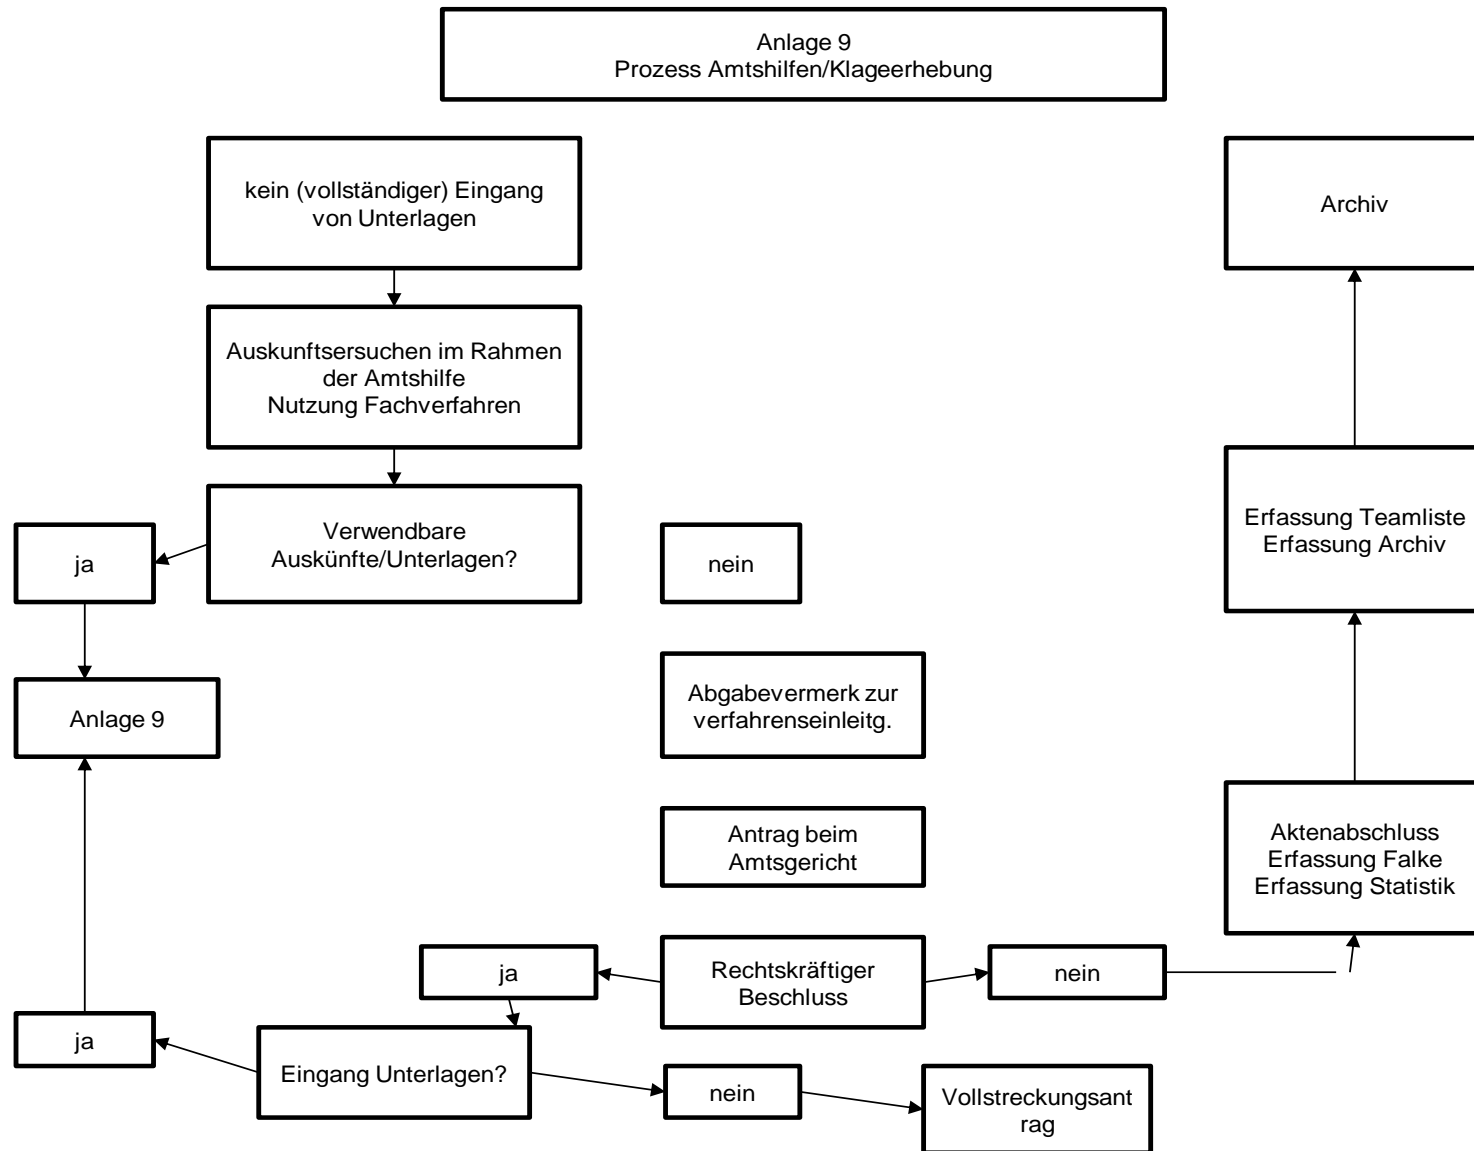 Anlage 9
Prozess Amtshilfen/Klageerhebung
kein (vollständiger) Eingang
von Unterlagen
Archiv
Auskunftsersuchen im Rahmen
der Amtshilfe
Nutzung Fachverfahren
Verwendbare
Auskünfte/Unterlagen?
ja
nein
Erfassung Teamliste
Erfassung Archiv
Anlage 9
Abgabevermerk zur
verfahrenseinleitg.
Antrag beim
Amtsgericht
Aktenabschluss
Erfassung Falke
Erfassung Statistik
ja
Rechtskräftiger
Beschluss
nein
ja
Eingang Unterlagen?
nein
Vollstreckungsant
rag